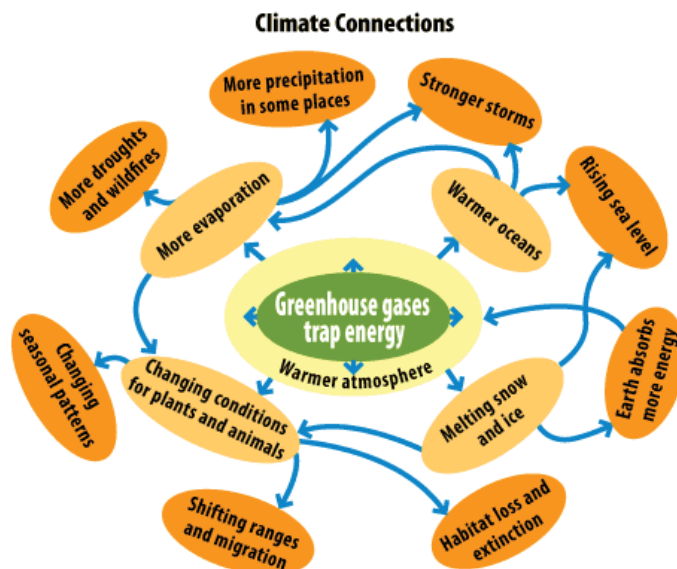 Climate Connections
More precipitation
in some places
Stronger storms
More droughts
and wildfires
More evaporation
Warmer oceans
Rising sea level
Greenhouse gases
trap energy
Warmer atmosphere
Changing
seasonal patterns
Changing conditions
for plants and animals
Melting snow
and ice
Earth absorbs
more energy
Shifting ranges
and migration
Habitat loss and
extinction